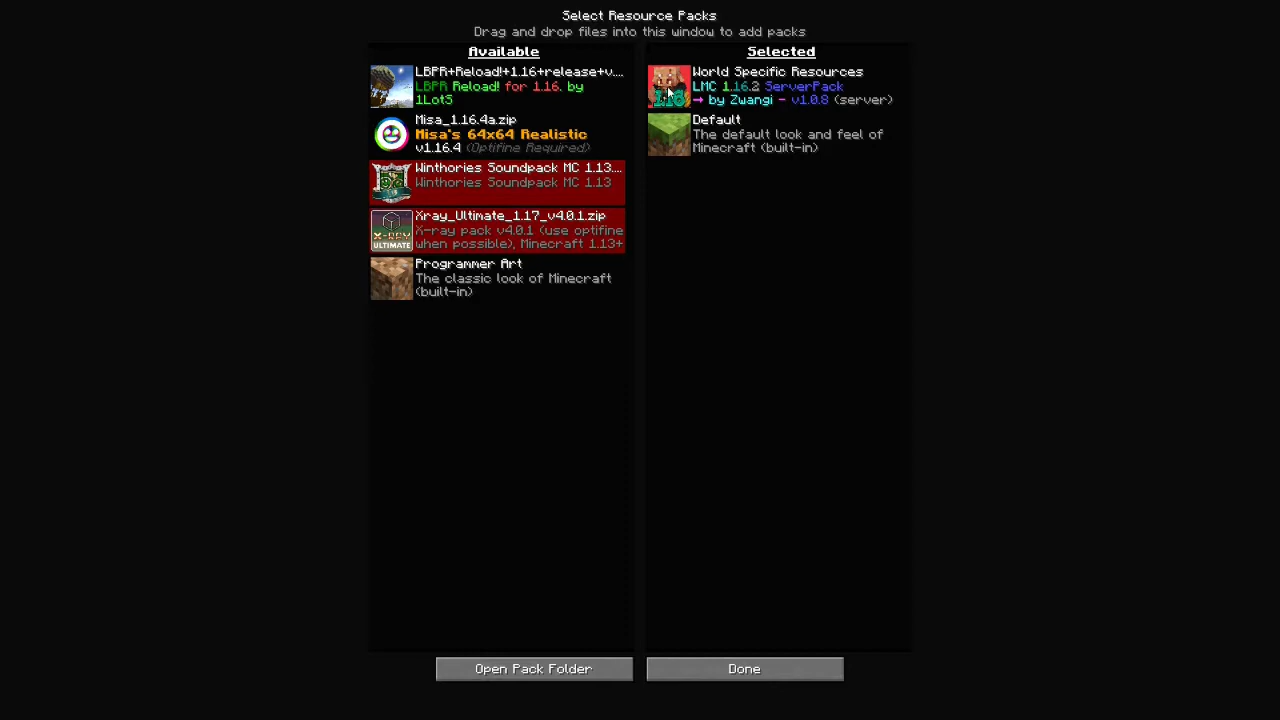 Select Resource Packs
Drag and drop files into this window to add packs
Available
LBPR+Reload!+1.16+release+v....
LBPR Reload! for 1.16. by
1LotS
Misa_1.16.4a.zip
Misa's 64x64 Realistic
v1.16.4 (Optifine Required)
Winthories Soundpack MC 1.13....
Winthories Soundpack MC 1.13
X-RAY
ULTIMATE
Xray_Ultimate_1.17_v4.0.1.zip
X-ray pack v4.0.1 (use optifine
when possible), Minecraft 1.13+
Programmer Art
The classic look of Minecraft
(built-in)
Selected
1.16
World Specific Resources
LMC 1.16.2 ServerPack
→ by Zwangi - v1.0.8 (server)
Default
The default look and feel of
Minecraft (built-in)
Open Pack Folder
Done